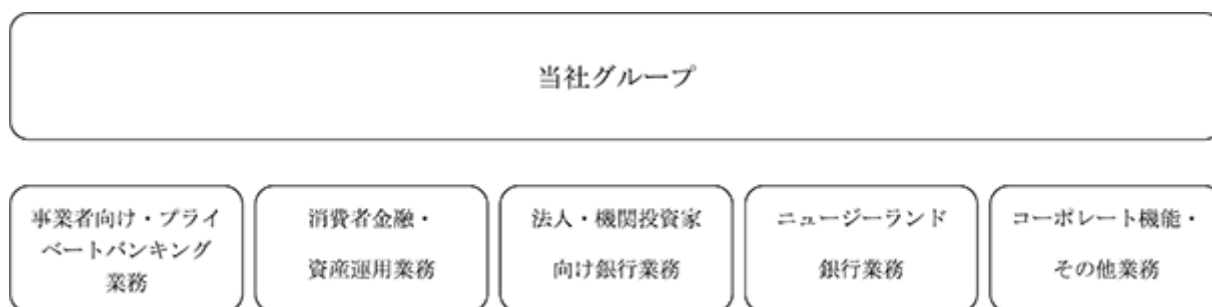 当社グループ
事業者向け・プライ
ベートバンキング
業務
消費者金融・
資産運用業務
法人・機関投資家
向け銀行業務
ニュージーランド
銀行業務
コーポレート機能・
その他業務